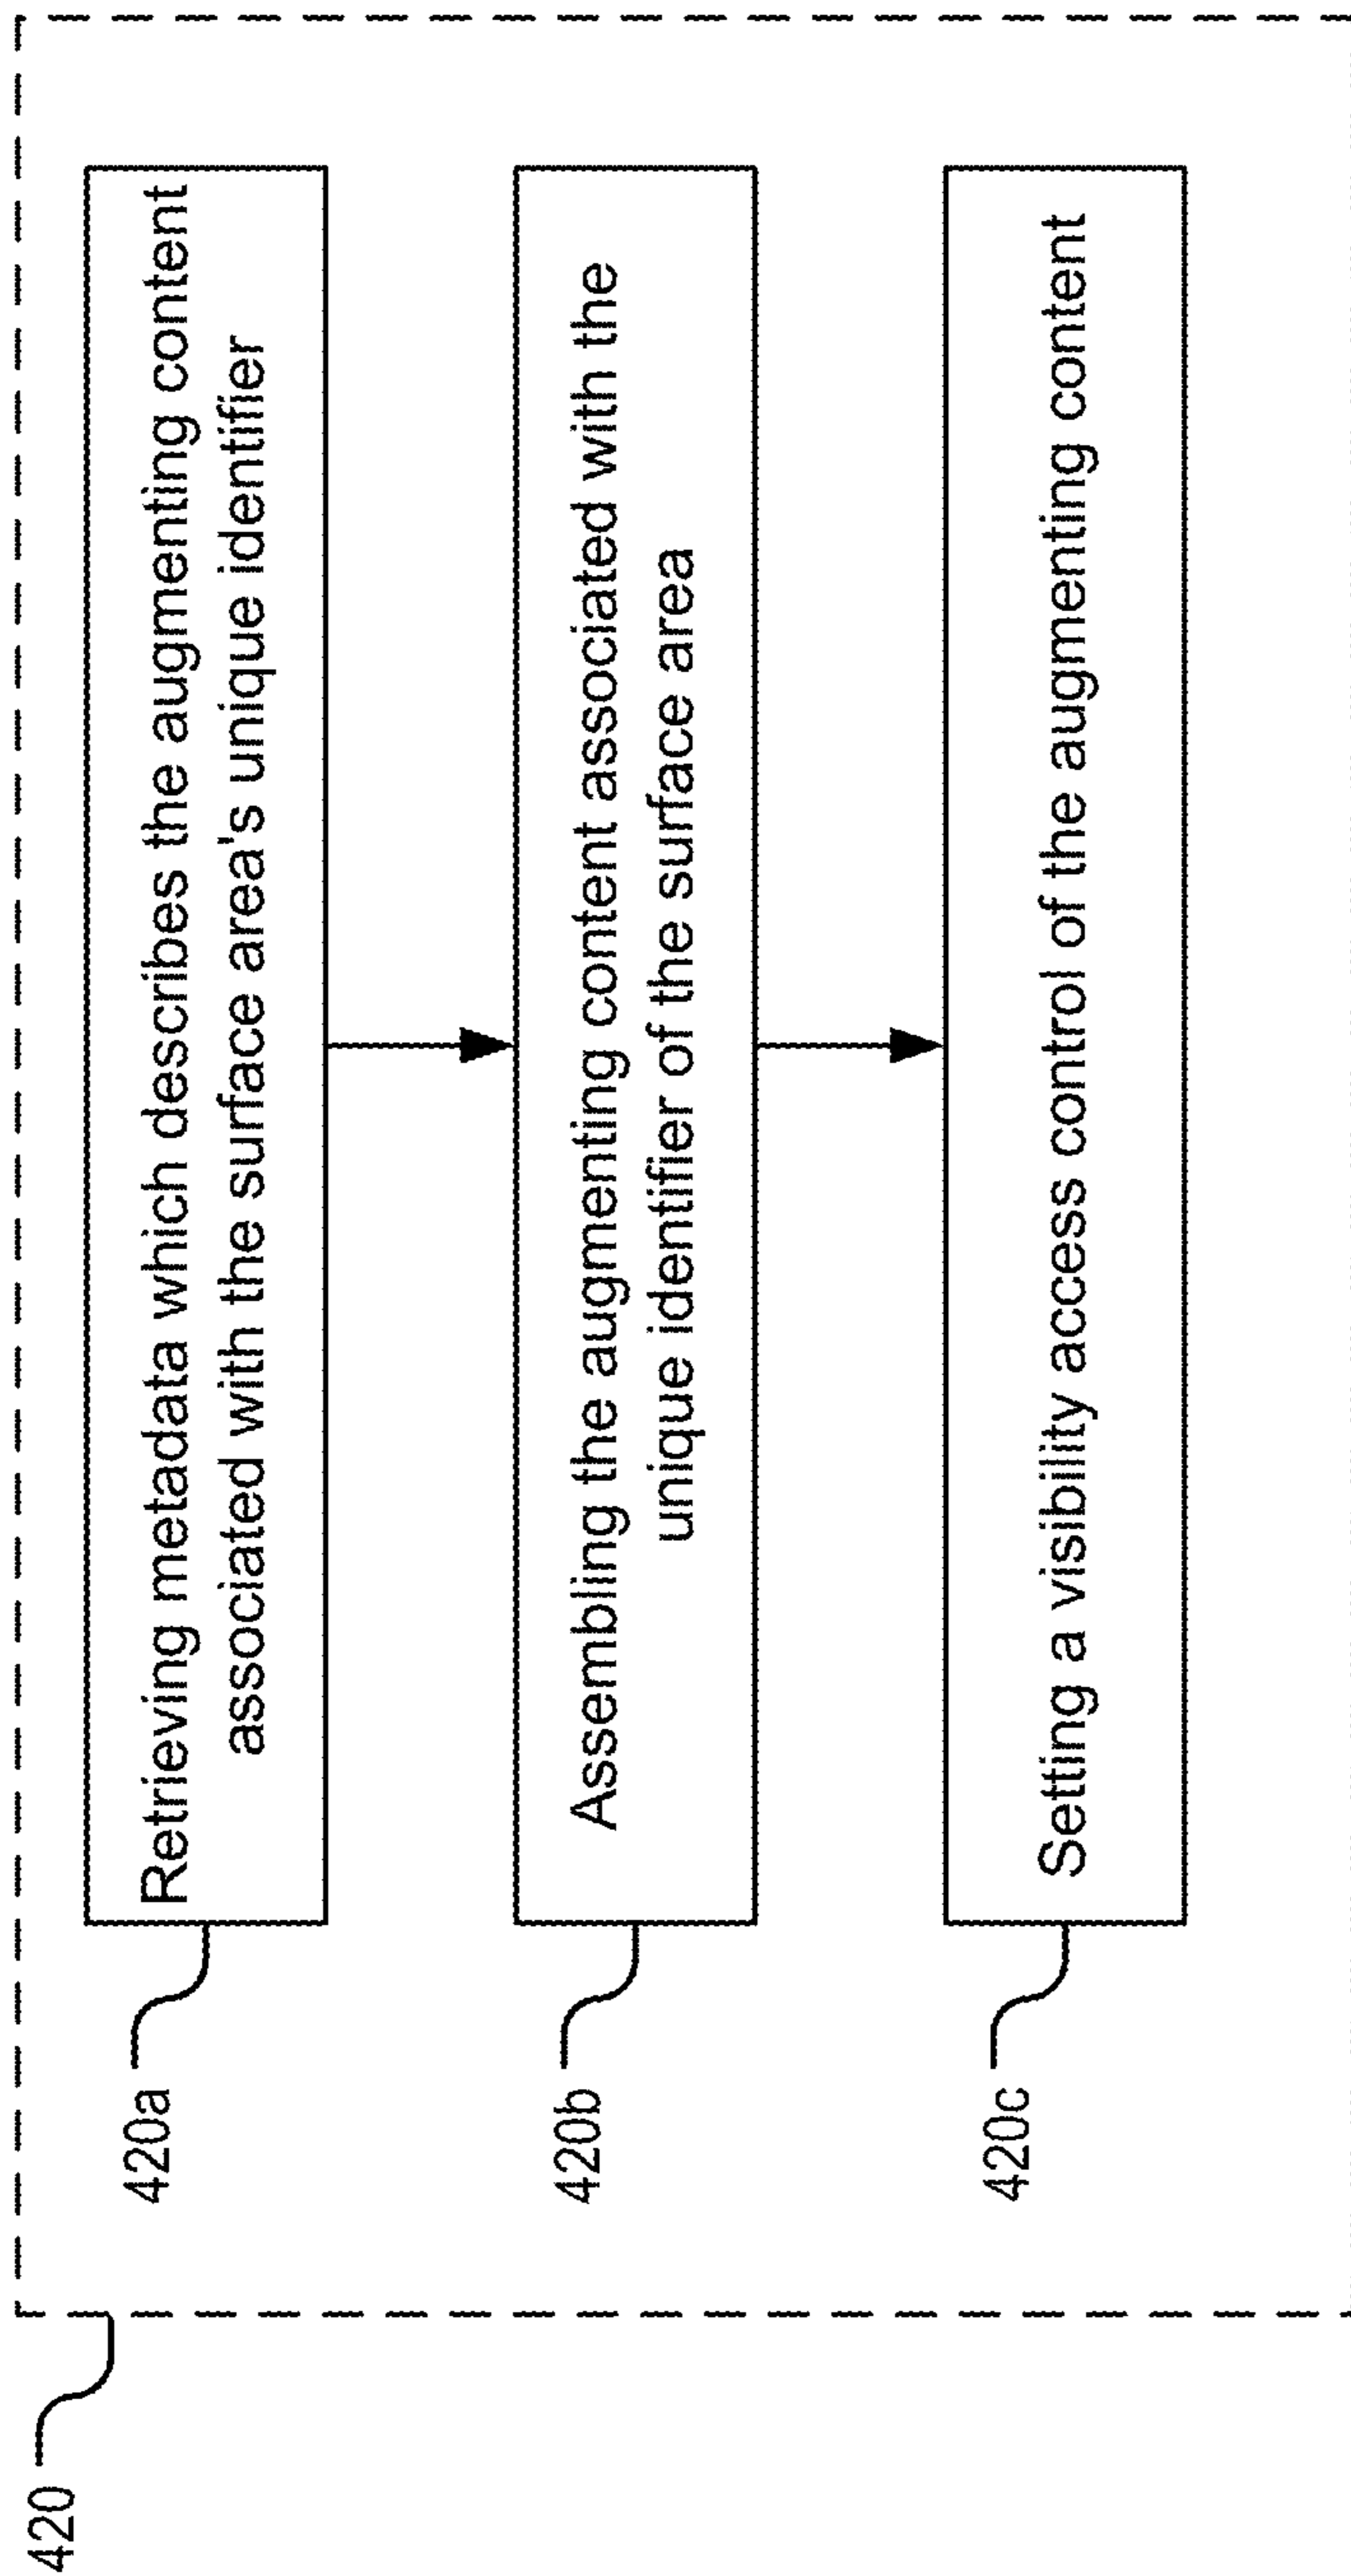 420
420a
Retrieving metadata which describes the augmenting content
associated with the surface area's unique identifier
420b
Assembling the augmenting content associated with the
unique identifier of the surface area
420c
Setting a visibility access control of the augmenting content